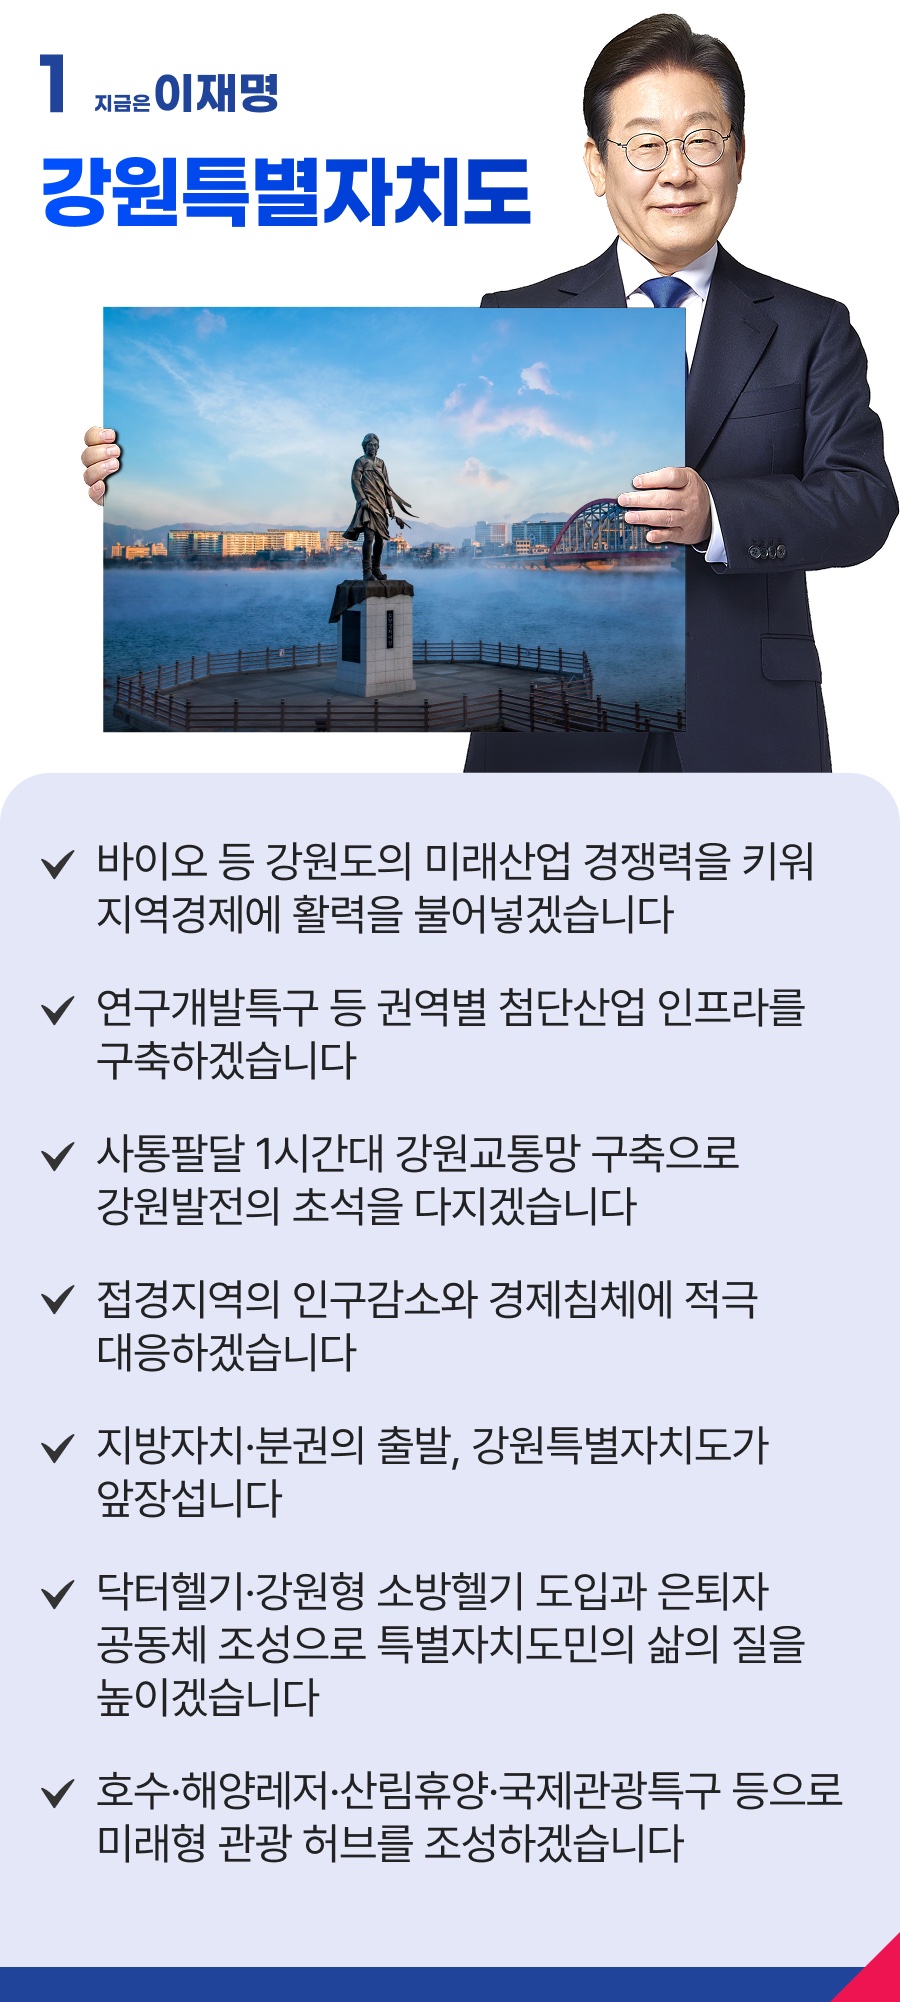 1 지금은 이재명
강원특별자치도
바이오 등 강원도의 미래산업 경쟁력을 키워
지역경제에 활력을 불어넣겠습니다
연구개발특구 등 권역별 첨단산업 인프라를
구축하겠습니다
사통팔달 1시간대 강원교통망 구축으로
강원발전의 초석을 다지겠습니다
접경지역의 인구감소와 경제침체에 적극
대응하겠습니다
지방자치·분권의 출발, 강원특별자치도가
앞장섭니다
닥터헬기·강원형 소방헬기 도입과 은퇴자
공동체 조성으로 특별자치도민의 삶의 질을
높이겠습니다
호수·해양레저·산림휴양·국제관광특구 등으로
미래형 관광 허브를 조성하겠습니다